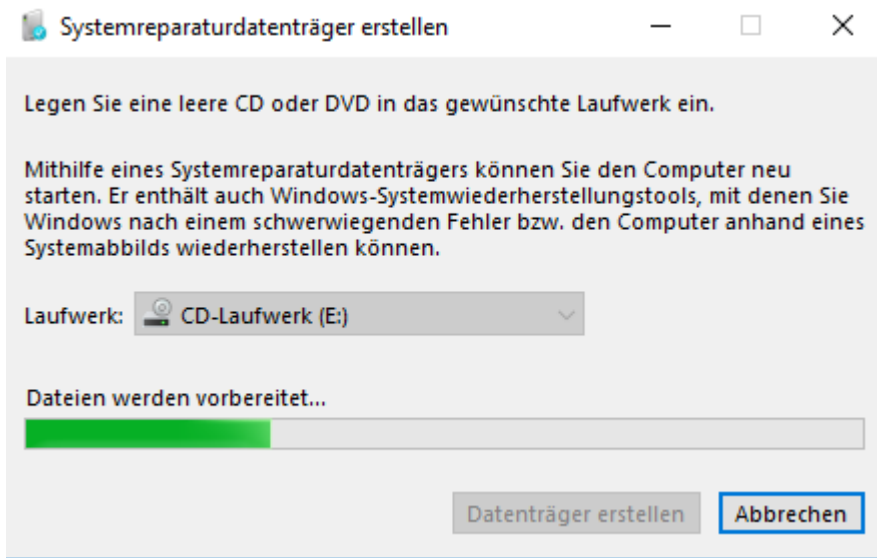 Systemreparaturdatenträger erstellen
Legen Sie eine leere CD oder DVD in das gewünschte Laufwerk ein.
Mithilfe eines Systemreparaturdatenträgers können Sie den Computer neu
starten. Er enthält auch Windows-Systemwiederherstellungstools, mit denen Sie
Windows nach einem schwerwiegenden Fehler bzw. den Computer anhand eines
Systemabbilds wiederherstellen können.
Laufwerk: CD-Laufwerk (E:)
Dateien werden vorbereitet...
Datenträger erstellen Abbrechen